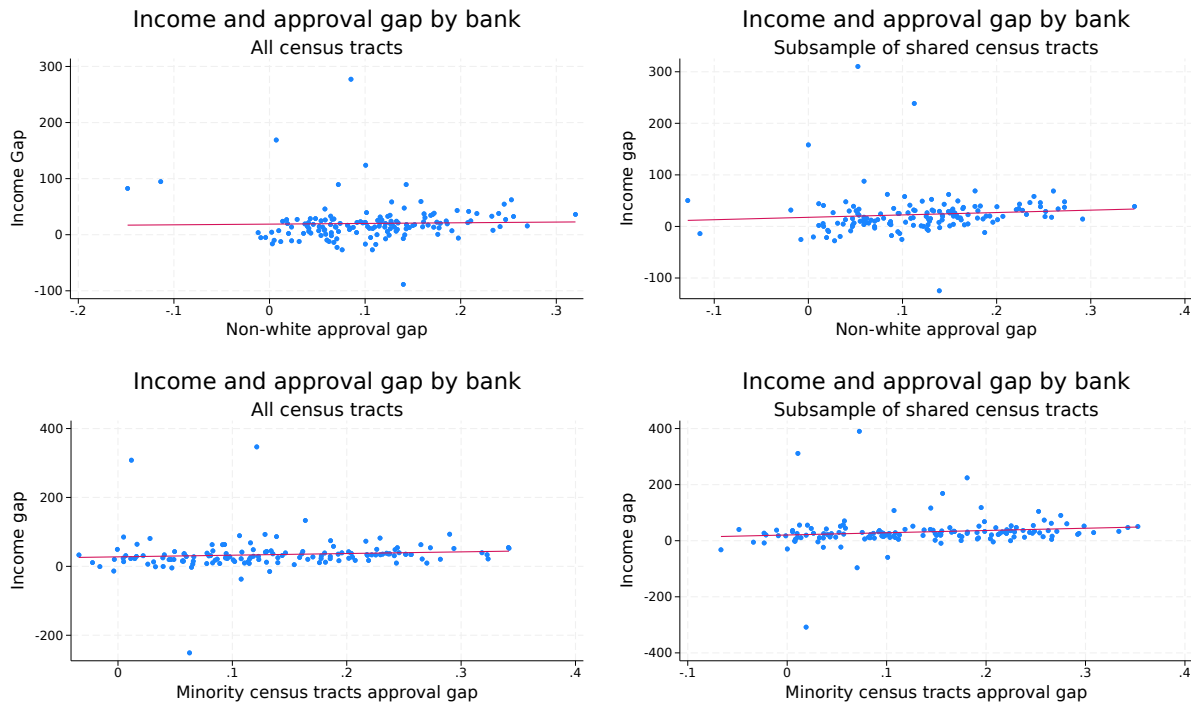 Income and approval gap by bank
All census tracts
Income Gap
300
200
100
0
-100
-.2
-.1
0
.1
.2
.3
Non-white approval gap
Income and approval gap by bank
Subsample of shared census tracts
Income gap
300
200
100
0
-100
-.1
0
.1
.2
.3
.4
Non-white approval gap
Income and approval gap by bank
All census tracts
Income gap
400
200
0
-200
0
.1
.2
.3
.4
Minority census tracts approval gap
Income and approval gap by bank
Subsample of shared census tracts
Income gap
400
200
0
-200
-400
-.1
0
.1
.2
.3
.4
Minority census tracts approval gap